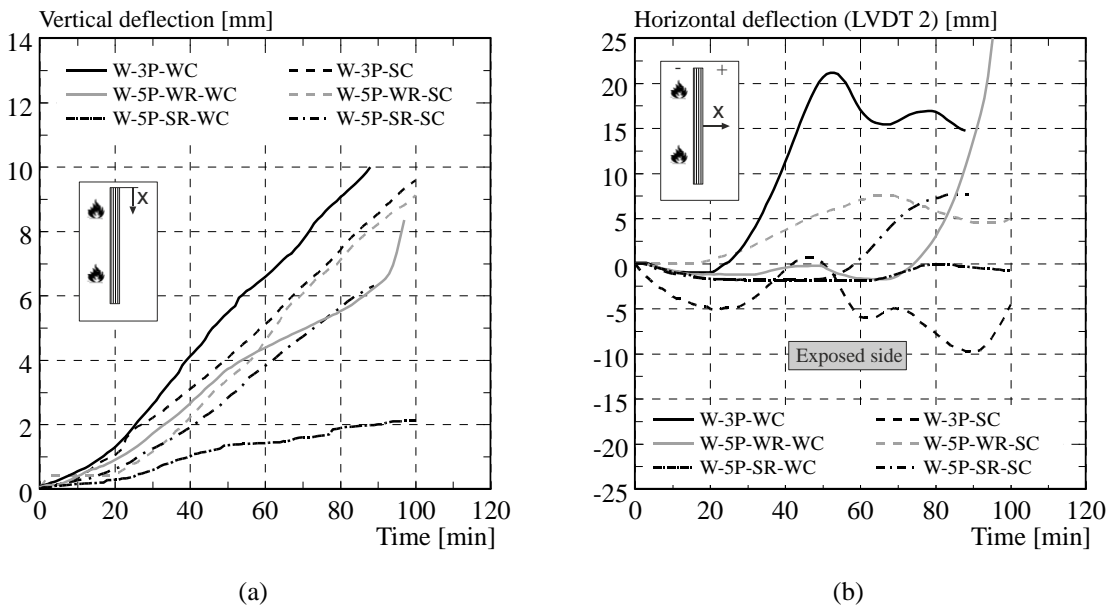 Vertical deflection [mm]
14
12
10
8
6
4
2
0
W-3P-WC
W-3P-SC
W-5P-WR-WC
W-5P-WR-SC
W-5P-SR-WC
W-5P-SR-SC
X
0 20 40 60 80 100 120
Time [min]
(a)
Horizontal deflection (LVDT 2) [mm]
25
20
15
10
5
0
-5
-10
-15
-20
-25
- +
X
Exposed side
W-3P-WC
W-3P-SC
W-5P-WR-WC
W-5P-WR-SC
W-5P-SR-WC
W-5P-SR-SC
0 20 40 60 80 100 120
Time [min]
(b)